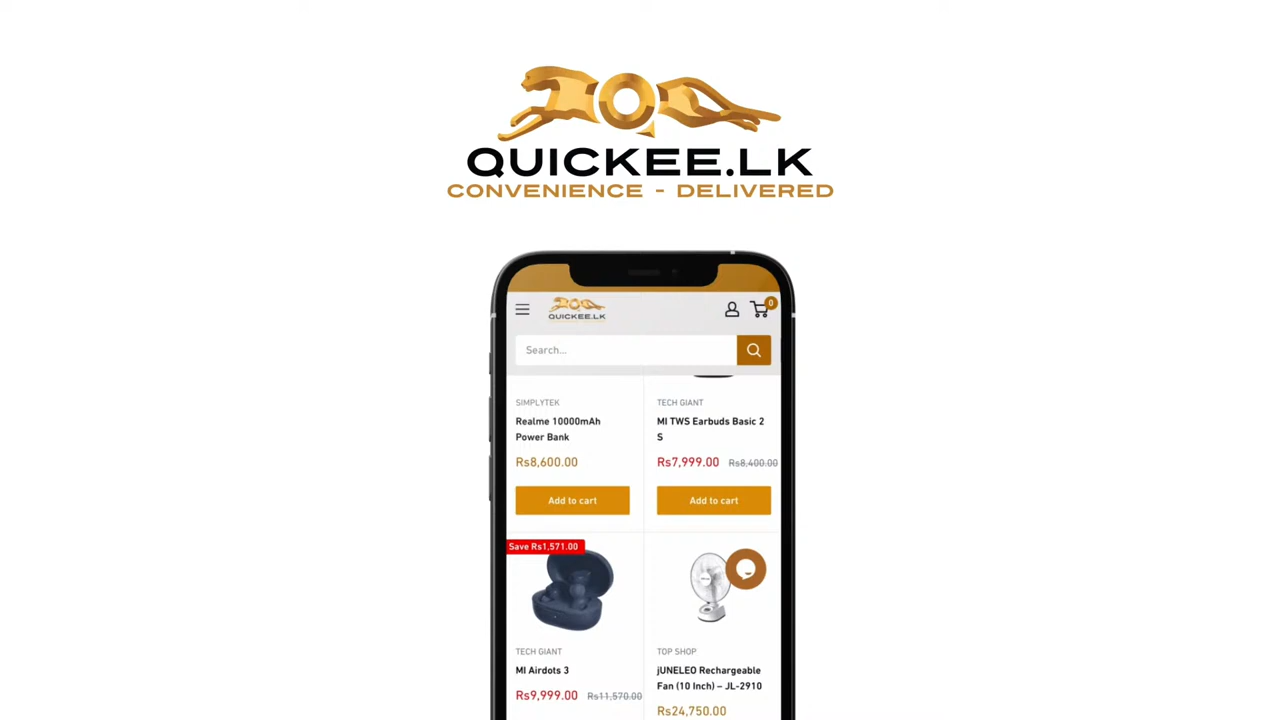 QUICKEE.LK
CONVENIENCE - DELIVERED
QUICKEE.LK
0
Search...
SIMPLYTEK
Realme 10000mAh
Power Bank
Rs8,600.00
Add to cart
TECH GIANT
MI TWS Earbuds Basic 2
S
Rs7,999.00 Rs8,400.00
Add to cart
Save Rs1,571.00
TECH GIANT
MI Airdots 3
Rs9,999.00 Rs11,570.00
TOP SHOP
jUNELEO Rechargeable
Fan (10 Inch) – JL-2910
Rs24,750.00